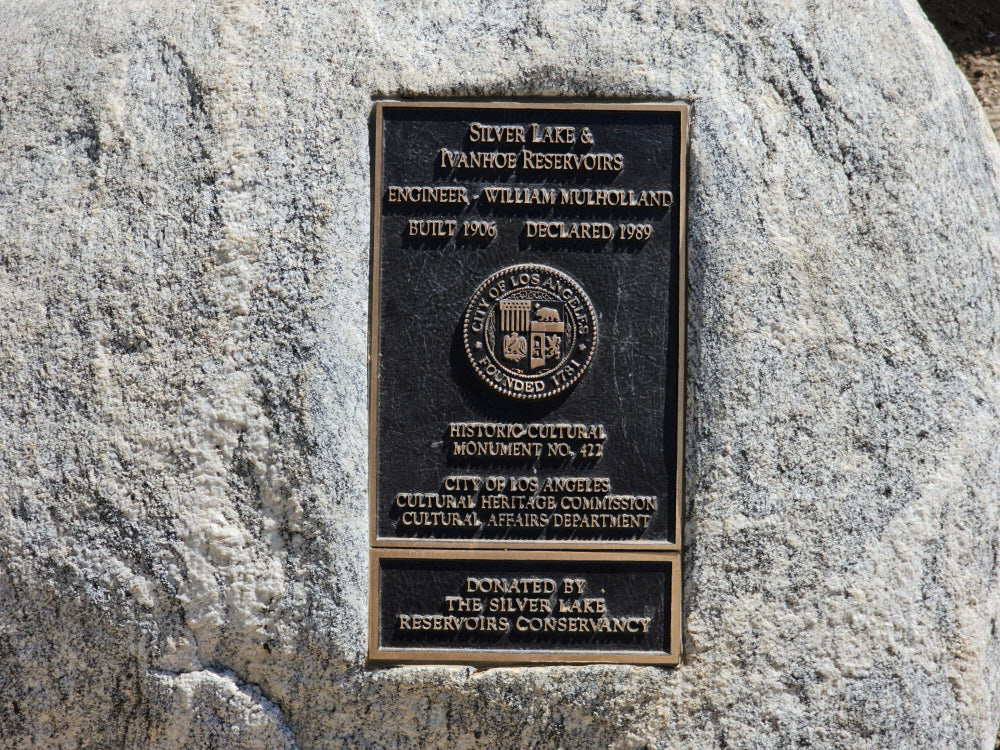 SILVER LAKE &
IVANHOE RESERVOIRS
ENGINEER - WILLIAM MULHOLLAND
BUILT 1906 DECLARED 1989
CITY OF LOS ANGELES
FOUNDED 1781
HISTORIC-CULTURAL
MONUMENT NO. 422
CITY OF LOS ANGELES
CULTURAL HERITAGE COMMISSION
CULTURAL AFFAIRS DEPARTMENT
DONATED BY
THE SILVER LAKE
RESERVOIRS CONSERVANCY